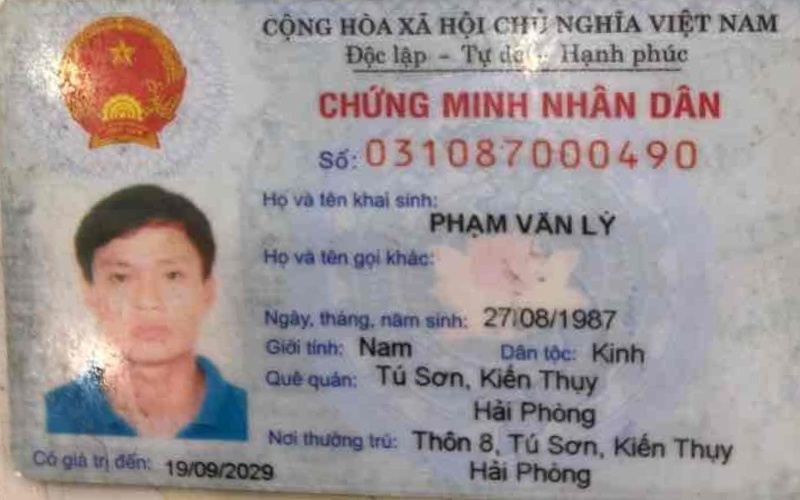 CỘNG HÒA XÃ HỘI CHỦ NGHĨA VIỆT NAM
Độc lập - Tự do - Hạnh phúc
CHỨNG MINH NHÂN DÂN
Số: 031087000490
Họ và tên khai sinh:
PHẠM VĂN LÝ
Họ và tên gọi khác:
Ngày, tháng, năm sinh: 27/08/1987
Giới tính: Nam Dân tộc: Kinh
Quê quán: Tú Sơn, Kiến Thụy
Hải Phòng
Nơi thường trú: Thôn 8, Tú Sơn, Kiến Thụy
Hải Phòng
Có giá trị đến: 19/09/2029